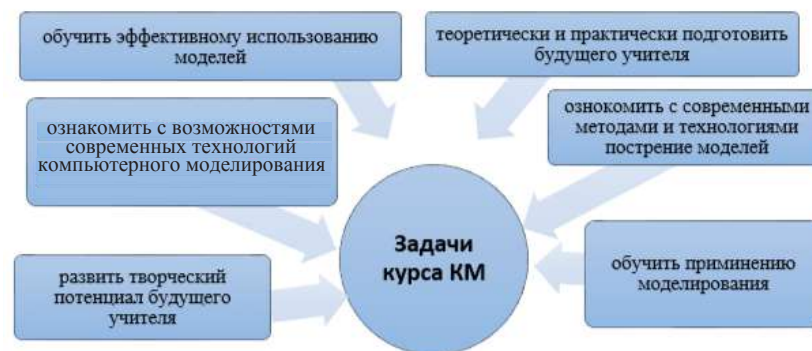 обучить эффективному использованию
моделей
теоретически и практически подготовить
будущего учителя
ознакомить с возможностями
современных технологий
компьютерного моделирования
ознокомить с современными
методами и технологиями
пострение моделей
Задачи
курса КМ
развить творческий
потенциал будущего
учителя
обучить приминению
моделирования